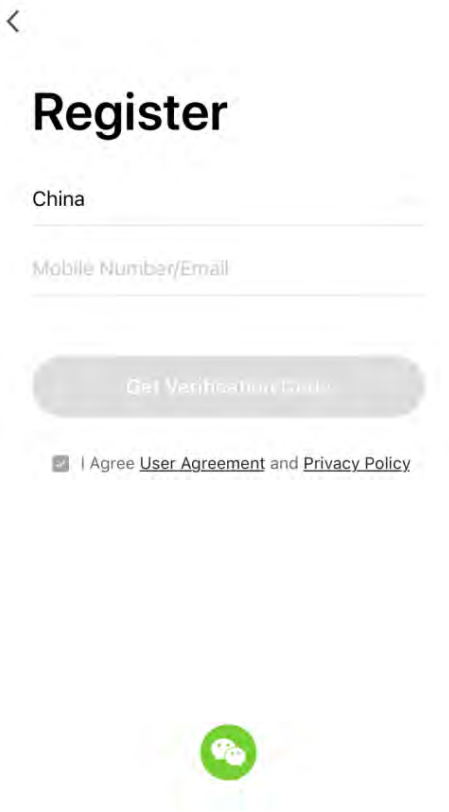 Register
China
Mobile Number/Email
Get Verification Code
I Agree User Agreement and Privacy Policy